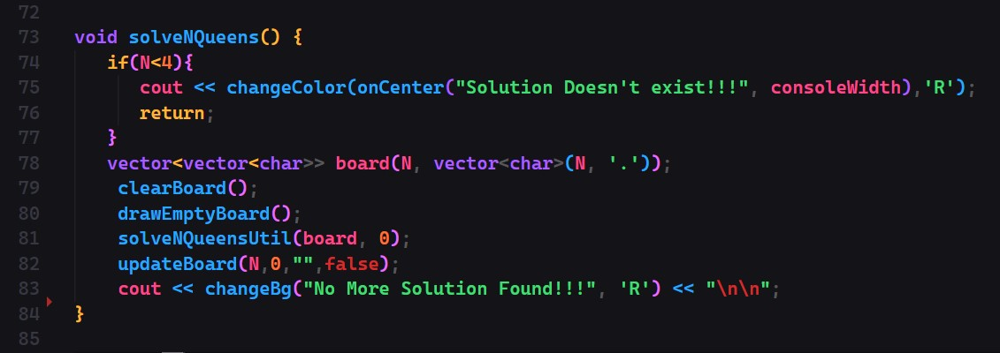 72
73 void solveNQueens() {
74 if(N<4){
75 cout << changeColor(onCenter("Solution Doesn't exist!!!", consoleWidth),'R');
76 return;
77 }
78 vector<vector<char>> board(N, vector<char>(N, '.'));
79 clearBoard();
80 drawEmptyBoard();
81 solveNQueensUtil(board, 0);
82 updateBoard(N,0,"",false);
83 cout << changeBg("No More Solution Found!!!", 'R') << "\n\n";
84 }
85